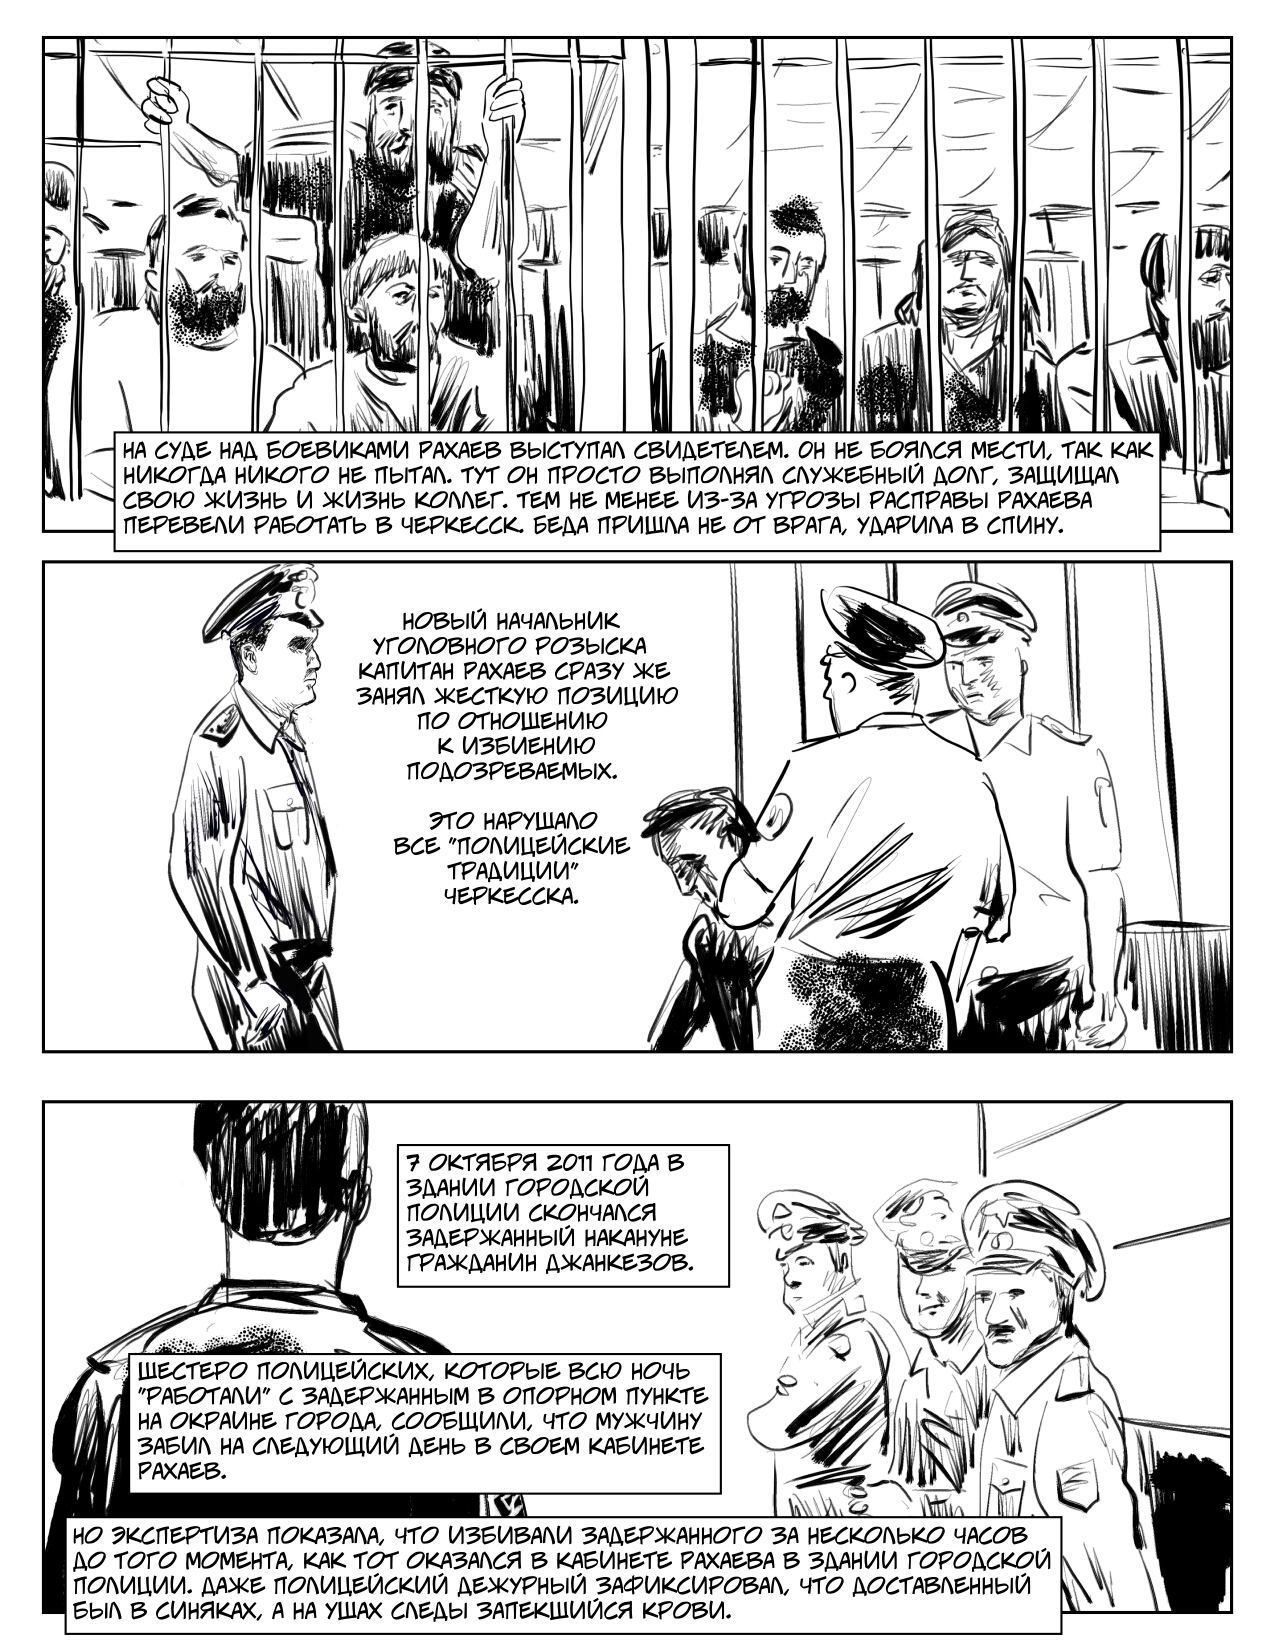 НА СУДЕ НАД БОЕВИКАМИ РАХАЕВ ВЫСТУПАЛ СВИДЕТЕЛЕМ. ОН НЕ БОЯЛСЯ МЕСТИ, ТАК КАК
НИКОГДА НИКОГО НЕ ПЫТАЛ. ТУТ ОН ПРОСТО ВЫПОЛНЯЛ СЛУЖЕБНЫЙ ДОЛГ, ЗАЩИЩАЛ
СВОЮ ЖИЗНЬ И ЖИЗНЬ КОЛЛЕГ. ТЕМ НЕ МЕНЕЕ ИЗ-ЗА УГРОЗЫ РАСПРАВЫ РАХАЕВА
ПЕРЕВЕЛИ РАБОТАТЬ В ЧЕРКЕССК. БЕДА ПРИШЛА НЕ ОТ ВРАГА, УДАРИЛА В СПИНУ.
НОВЫЙ НАЧАЛЬНИК
УГОЛОВНОГО РОЗЫСКА
КАПИТАН РАХАЕВ СРАЗУ ЖЕ
ЗАНЯЛ ЖЕСТКУЮ ПОЗИЦИЮ
ПО ОТНОШЕНИЮ
К ИЗБИЕНИЮ
ПОДОЗРЕВАЕМЫХ.
ЭТО НАРУШАЛО
ВСЕ "ПОЛИЦЕЙСКИЕ
ТРАДИЦИИ"
ЧЕРКЕССКА.
7 ОКТЯБРЯ 2011 ГОДА В
ЗДАНИИ ГОРОДСКОЙ
ПОЛИЦИИ СКОНЧАЛСЯ
ЗАДЕРЖАННЫЙ НАКАНУНЕ
ГРАЖДАНИН ДЖАНКЕЗОВ.
ШЕСТЕРО ПОЛИЦЕЙСКИХ, КОТОРЫЕ ВСЮ НОЧЬ
"РАБОТАЛИ" С ЗАДЕРЖАННЫМ В ОПОРНОМ ПУНКТЕ
НА ОКРАИНЕ ГОРОДА, СООБЩИЛИ, ЧТО МУЖЧИНУ
ЗАБИЛ НА СЛЕДУЮЩИЙ ДЕНЬ В СВОЕМ КАБИНЕТЕ
РАХАЕВ.
НО ЭКСПЕРТИЗА ПОКАЗАЛА, ЧТО ИЗБИВАЛИ ЗАДЕРЖАННОГО ЗА НЕСКОЛЬКО ЧАСОВ
ДО ТОГО МОМЕНТА, КАК ТОТ ОКАЗАЛСЯ В КАБИНЕТЕ РАХАЕВА В ЗДАНИИ ГОРОДСКОЙ
ПОЛИЦИИ. ДАЖЕ ПОЛИЦЕЙСКИЙ ДЕЖУРНЫЙ ЗАФИКСИРОВАЛ, ЧТО ДОСТАВЛЕННЫЙ
БЫЛ В СИНЯКАХ, А НА УШАХ СЛЕДЫ ЗАПЕКШИЙСЯ КРОВИ.